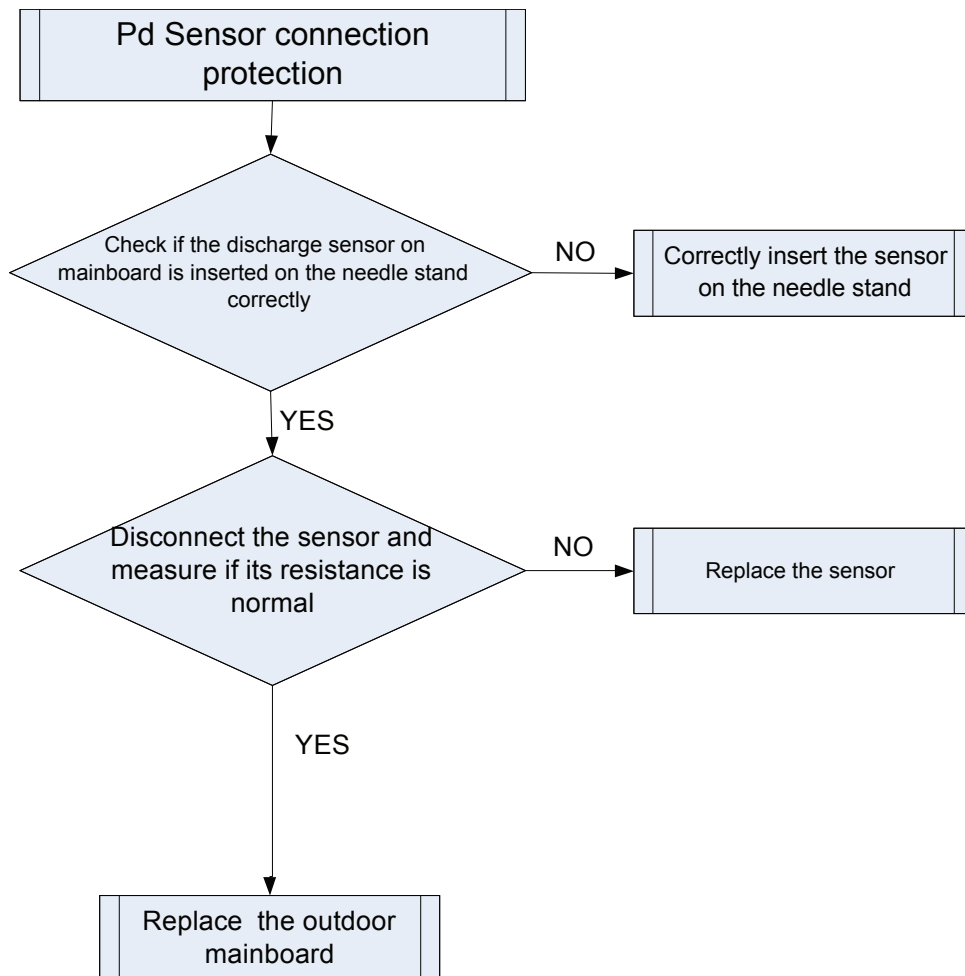 Pd Sensor connection
protection
Check if the discharge sensor on
mainboard is inserted on the needle stand
correctly
NO
Correctly insert the sensor
on the needle stand
YES
Disconnect the sensor and
measure if its resistance is
normal
NO
Replace the sensor
YES
Replace the outdoor
mainboard